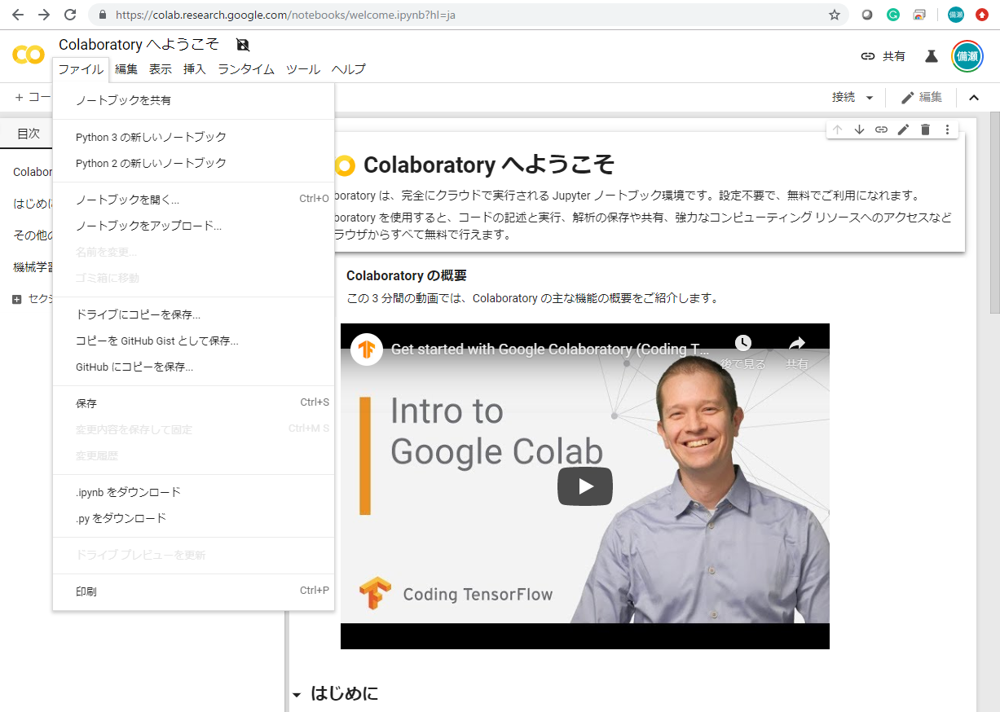 https://colab.research.google.com/notebooks/welcome.ipynb?hl=ja
備瀬
Colaboratory へようこそ
ファイル 編集 表示 挿入 ランタイム ツール ヘルプ
共有
備瀬
+ コー
接続
編集
目次
Colabor
はじめに
その他の
機械学習
セクシ
ノートブックを共有
Python 3 の新しいノートブック
Python 2 の新しいノートブック
ノートブックを開く... Ctrl+O
ノートブックをアップロード...
名前を変更...
ゴミ箱に移動
ドライブにコピーを保存...
コピーを GitHub Gist として保存...
GitHub にコピーを保存...
保存 Ctrl+S
変更内容を保存して固定 Ctrl+M S
変更履歴
.ipynb をダウンロード
.py をダウンロード
ドライブ プレビューを更新
印刷 Ctrl+P
Colaboratory へようこそ
boratory は、完全にクラウドで実行される Jupyter ノートブック環境です。設定不要で、無料でご利用になれます。
boratory を使用すると、コードの記述と実行、解析の保存や共有、強力なコンピューティング リソースへのアクセスなど
ラウザからすべて無料で行えます。
Colaboratory の概要
この 3 分間の動画では、Colaboratory の主な機能の概要をご紹介します。
Get started with Google Colaboratory (Coding T...
後で見る
共有
Intro to
Google Colab
Coding TensorFlow
はじめに